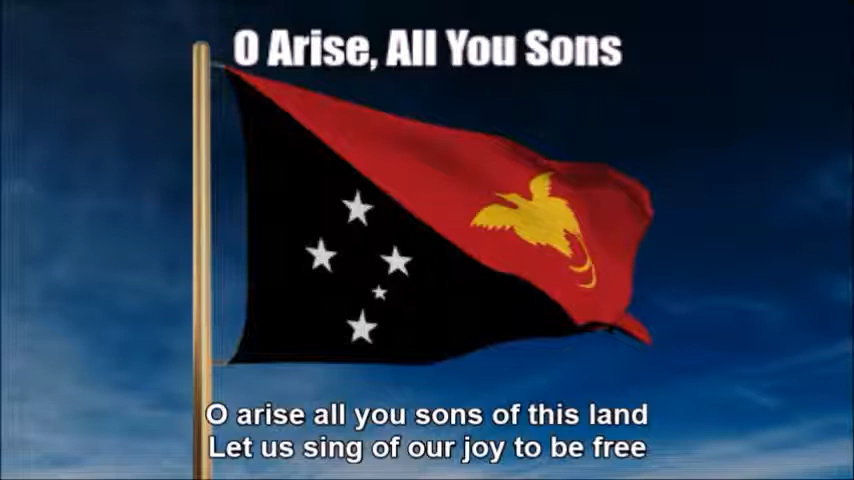 O Arise, All You Sons
O arise all you sons of this land
Let us sing of our joy to be free